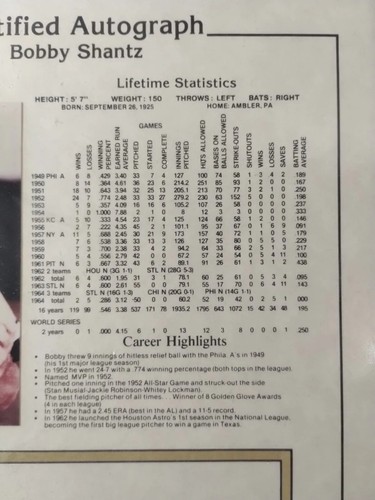 tified Autograph
Bobby Shantz
Lifetime Statistics
HEIGHT: 5' 7" WEIGHT: 150 THROWS: LEFT BATS: RIGHT
BORN: SEPTEMBER 26, 1925 HOME: AMBLER, PA
GAMES
WINS LOSSES WINNING PERCENTAGE EARNED RUN AVERAGE PITCHED STARTED COMPLETE INNINGS PITCHED HITS ALLOWED BASES ON BALLS ALLOWED STRIKE-OUTS SHUTOUTS WINS LOSSES SAVES BATTING AVERAGE
1949 PHI A 6 8 .429 3.40 33 7 4 127 100 74 58 1 3 4 2 .189
1950 8 14 .364 4.61 36 23 6 214.2 251 85 93 1 2 0 0 .167
1951 18 10 .643 3.94 32 25 13 205.1 213 70 77 3 2 1 0 .250
1952 24 7 .774 2.48 33 33 27 279.2 230 63 152 5 0 0 0 .198
1953 5 9 .357 4.09 16 16 6 105.2 107 26 58 0 0 0 0 .237
1954 1 0 1.000 7.88 2 1 0 8 12 3 3 0 0 0 0 .333
1955 KC A 5 10 .333 4.54 23 17 4 125 124 66 58 1 2 0 0 .146
1956 2 7 .222 4.35 45 2 1 101.1 95 37 67 0 1 6 9 .091
1957 NY A 11 5 .688 2.45 30 21 9 173 157 40 72 1 0 5 .179
1958 7 6 .538 3.36 33 13 3 126 127 35 80 0 5 5 0 .229
1959 7 3 .700 2.38 33 4 2 94.2 64 33 66 2 5 1 3 .217
1960 5 4 .556 2.79 42 0 0 67.2 57 24 54 0 5 4 11 .100
1961 PIT N 6 3 .667 3.32 43 6 2 89.1 91 26 61 1 3 1 2 .438
1962 2 teams HOU N (3G 1-1) STL N (28G 5-3)
1962 total 6 4 .600 1.95 31 3 1 78.1 60 25 61 0 5 3 4 .095
1963 STL N 6 4 .600 2.61 55 0 0 79.1 55 17 70 0 6 4 11 .143
1964 3 teams STL N (16G 1-3) CHI N (20G 0-1) PHI N (14G 1-1)
1964 total 2 5 .286 3.12 50 0 0 60.2 52 19 42 0 2 5 1 .000
16 years 119 99 .546 3.38 537 171 78 1935.2 1795 643 1072 15 42 34 48 .195
WORLD SERIES
2 years 0 1 .000 4.15 6 1 0 13 12 3 8 0 0 0 1 .250
Career Highlights
• Bobby threw 9 innings of hitless relief ball with the Phila. A's in 1949
(his 1st major league season)
• In 1952 he went 24-7 with a .774 winning percentage (both tops in the league).
• Named MVP in 1952.
• Pitched one inning in the 1952 All-Star Game and struck out the side
(Stan Musial-Jackie Robinson-Whitey Lockman).
• The best fielding pitcher of all times . . . Winner of 8 Gorden Glove Awards
(4 in each league)
• In 1957 he had a 2.45 ERA (best in the AL) and a 11-5 record.
• In 1962 he launched the Houston Astro's 1st season in the National League,
becoming the first big league pitcher to win a game in Texas.